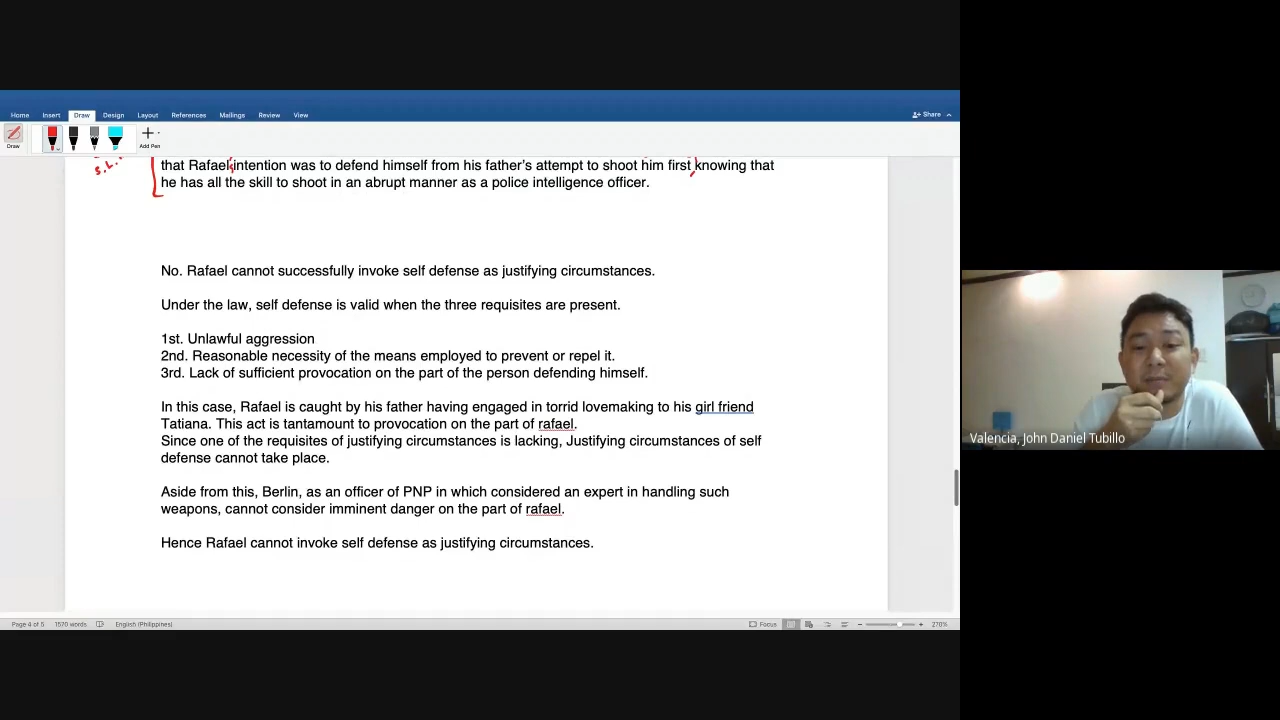 Home Insert Draw Design Layout References Mailings Review View Share
Draw Add Pen
that Rafael intention was to defend himself from his father's attempt to shoot him first knowing that
s.
he has all the skill to shoot in an abrupt manner as a police intelligence officer.
No. Rafael cannot successfully invoke self defense as justifying circumstances.
Under the law, self defense is valid when the three requisites are present.
1st. Unlawful aggression
2nd. Reasonable necessity of the means employed to prevent or repel it.
3rd. Lack of sufficient provocation on the part of the person defending himself.
In this case, Rafael is caught by his father having engaged in torrid lovemaking to his girl friend
Tatiana. This act is tantamount to provocation on the part of rafael.
Since one of the requisites of justifying circumstances is lacking, Justifying circumstances of self
defense cannot take place.
Aside from this, Berlin, as an officer of PNP in which considered an expert in handling such
weapons, cannot consider imminent danger on the part of rafael.
Hence Rafael cannot invoke self defense as justifying circumstances.
Page 4 of 5 1570 words English (Philippines) Focus 270%
Valencia, John Daniel Tubillo